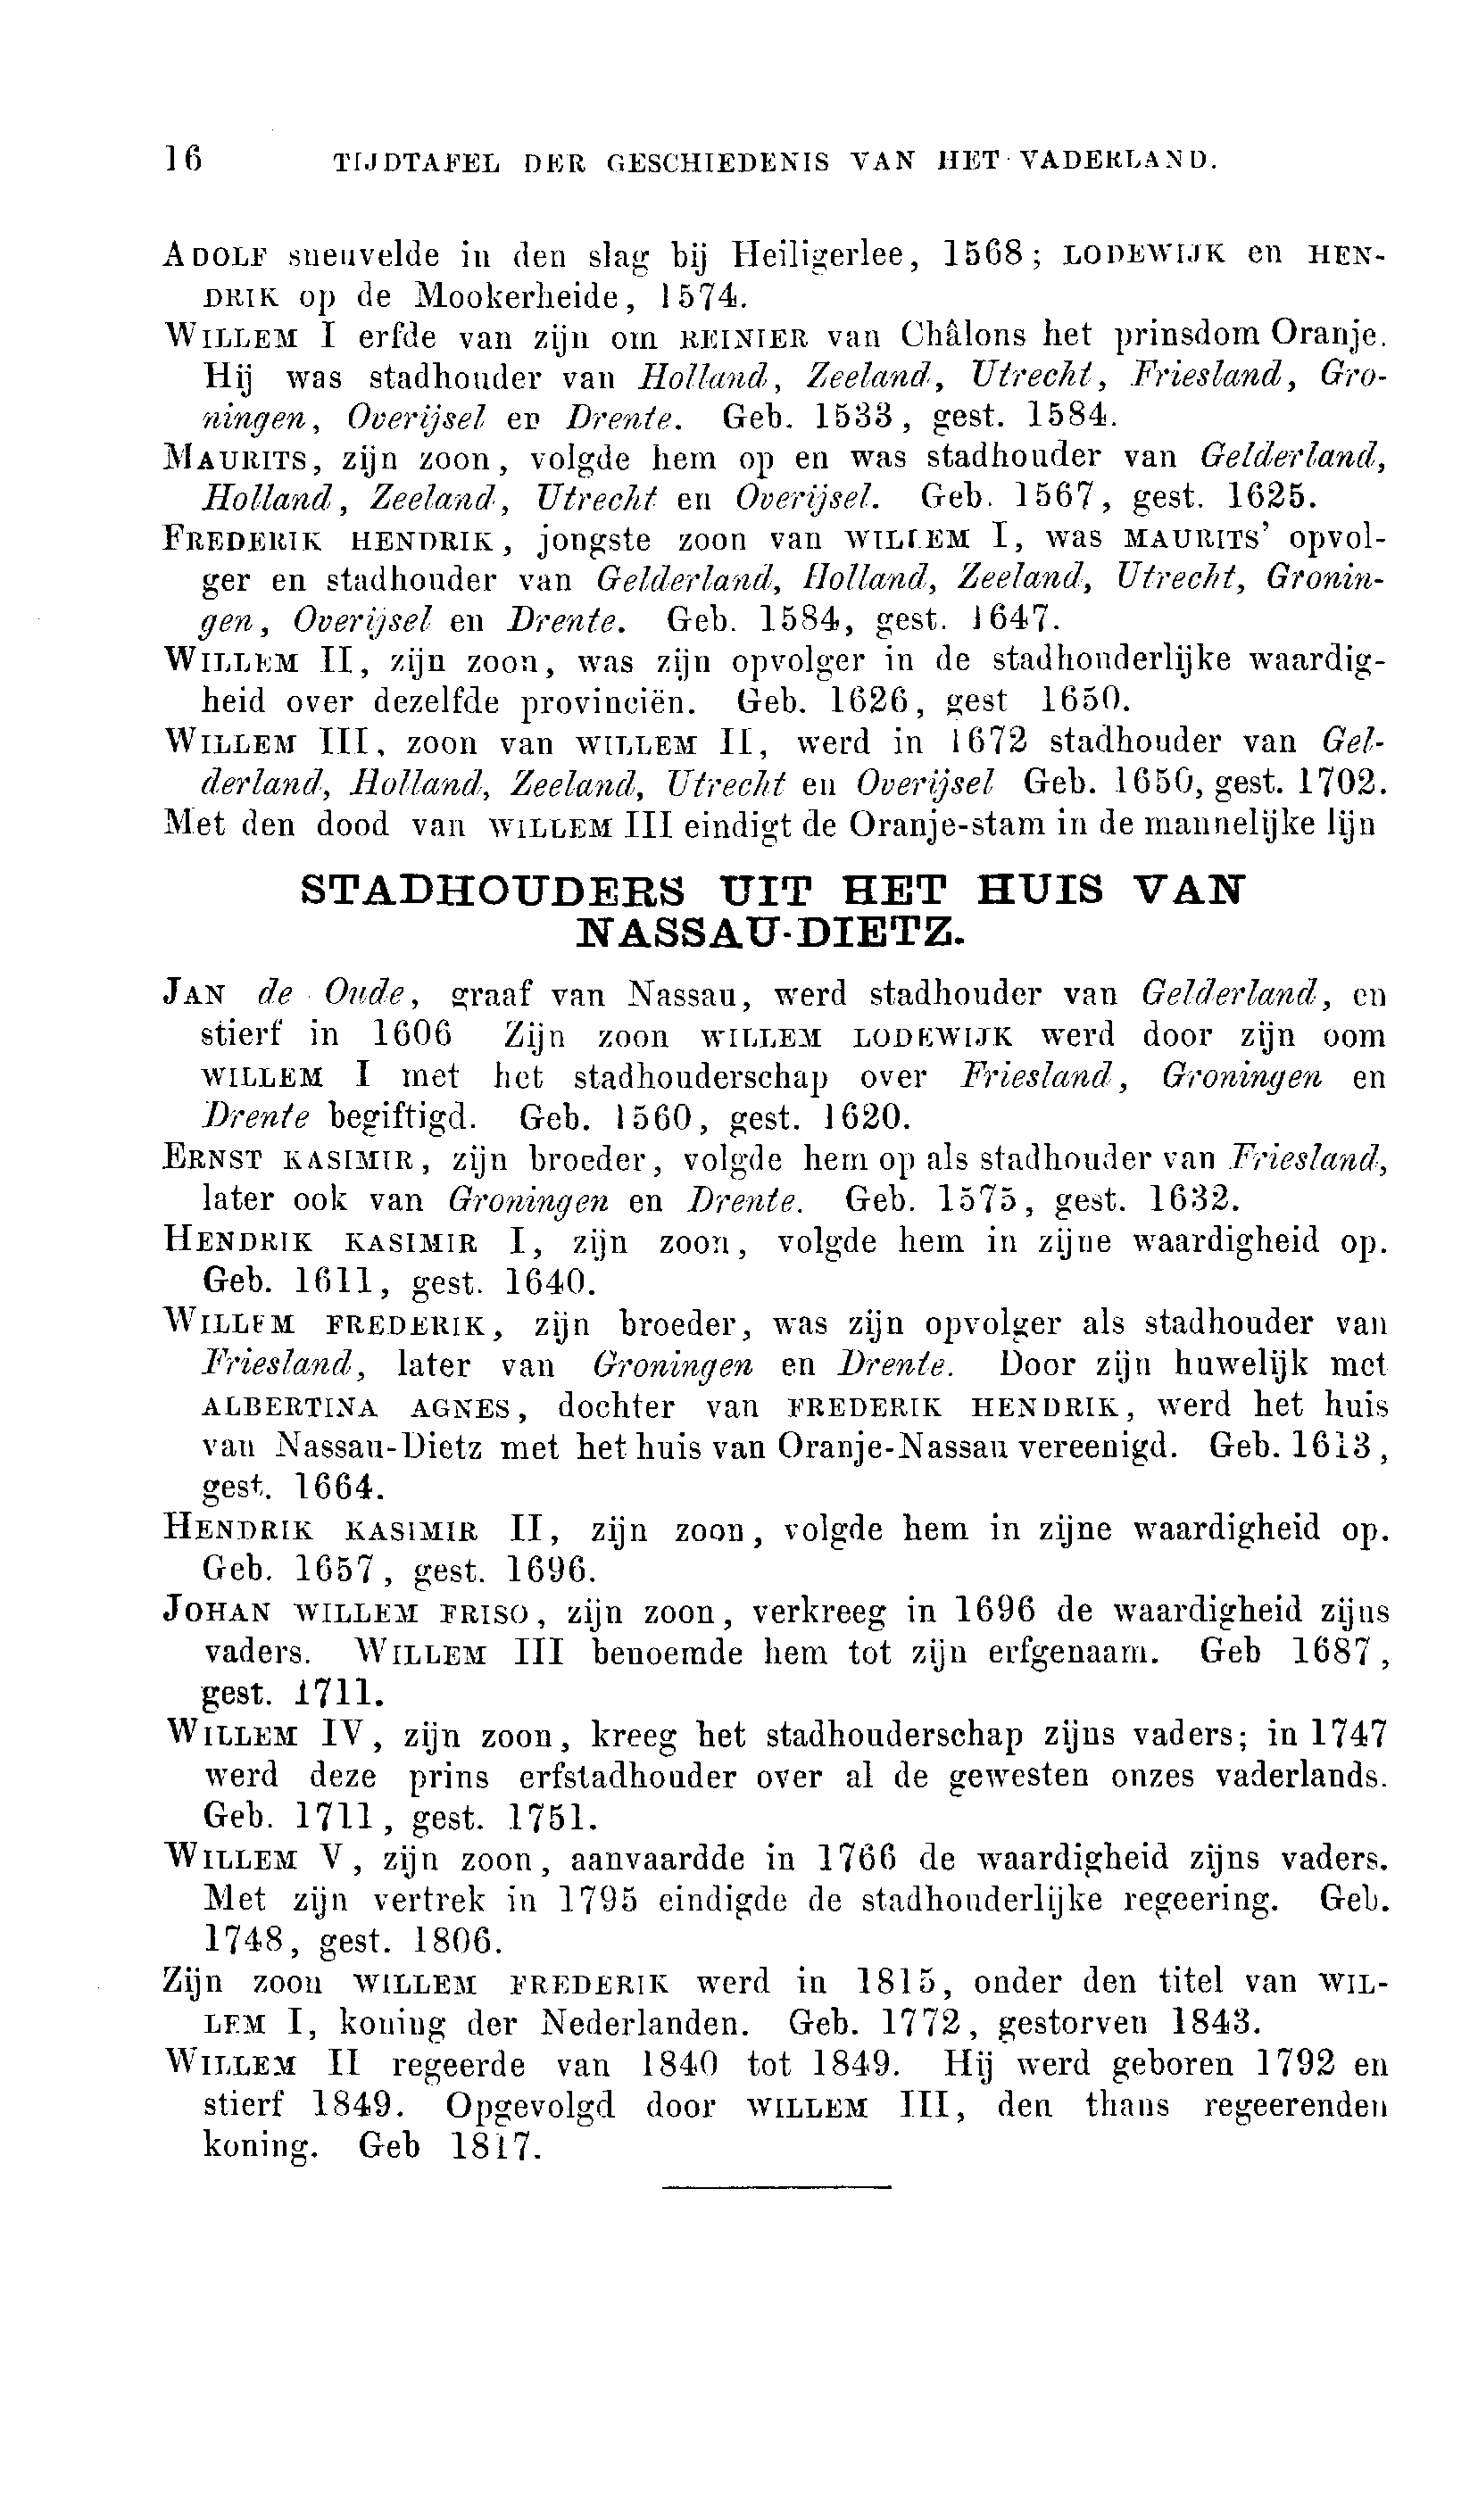 16 TIJDTAFEL DER GESCHIEDENIS VAN HET VADERLAND.
ADOLF sneuvelde in den slag bij Heiligerlee, 1568; LODEWIJK en HEN-
DRIK op de Mookerheide, 1574.
WILLEM I erfde van zijn om REINIER van Châlons het prinsdom Oranje.
Hij was stadhouder van Holland, Zeeland, Utrecht, Friesland, Gro-
ningen, Overijsel en Drente. Geb. 1533, gest. 1584.
MAURITS, zijn zoon, volgde hem op en was stadhouder van Gelderland,
Holland, Zeeland, Utrecht en Overijsel. Geb. 1567, gest. 1625.
FREDERIK HENDRIK, jongste zoon van WILLEM I, was MAURITS' opvol-
ger en stadhouder van Gelderland, Holland, Zeeland, Utrecht, Gronin-
gen, Overijsel en Drente. Geb. 1584, gest. 1647.
WILLEM II, zijn zoon, was zijn opvolger in de stadhouderlijke waardig-
heid over dezelfde provinciën. Geb. 1626, gest 1650.
WILLEM III, zoon van WILLEM II, werd in 1672 stadhouder van Gel-
derland, Holland, Zeeland, Utrecht en Overijsel Geb. 1650, gest. 1702.
Met den dood van WILLEM III eindigt de Oranje-stam in de mannelijke lijn
STADHOUDERS UIT HET HUIS VAN
NASSAU-DIETZ.
JAN de Oude, graaf van Nassau, werd stadhouder van Gelderland, en
stierf in 1606 Zijn zoon WILLEM LODEWIJK werd door zijn oom
WILLEM I met het stadhouderschap over Friesland, Groningen en
Drente begiftigd. Geb. 1560, gest. 1620.
ERNST KASIMIR, zijn broeder, volgde hem op als stadhouder van Friesland,
later ook van Groningen en Drente. Geb. 1575, gest. 1632.
HENDRIK KASIMIR I, zijn zoon, volgde hem in zijne waardigheid op.
Geb. 1611, gest. 1640.
WILLEM FREDERIK, zijn broeder, was zijn opvolger als stadhouder van
Friesland, later van Groningen en Drente. Door zijn huwelijk met
ALBERTINA AGNES, dochter van FREDERIK HENDRIK, werd het huis
van Nassau-Dietz met het huis van Oranje-Nassau vereenigd. Geb. 1613,
gest. 1664.
HENDRIK KASIMIR II, zijn zoon, volgde hem in zijne waardigheid op.
Geb. 1657, gest. 1696.
JOHAN WILLEM FRISO, zijn zoon, verkreeg in 1696 de waardigheid zijns
vaders. WILLEM III benoemde hem tot zijn erfgenaam. Geb 1687,
gest. 1711.
WILLEM IV, zijn zoon, kreeg het stadhouderschap zijns vaders; in 1747
werd deze prins erfstadhouder over al de gewesten onzes vaderlands.
Geb. 1711, gest. 1751.
WILLEM V, zijn zoon, aanvaardde in 1766 de waardigheid zijns vaders.
Met zijn vertrek in 1795 eindigde de stadhouderlijke regeering. Geb.
1748, gest. 1806.
Zijn zoon WILLEM FREDERIK werd in 1815, onder den titel van WIL-
LEM I, koning der Nederlanden. Geb. 1772, gestorven 1843.
WILLEM II regeerde van 1840 tot 1849. Hij werd geboren 1792 en
stierf 1849. Opgevolgd door WILLEM III, den thans regeerenden
koning. Geb 1817.